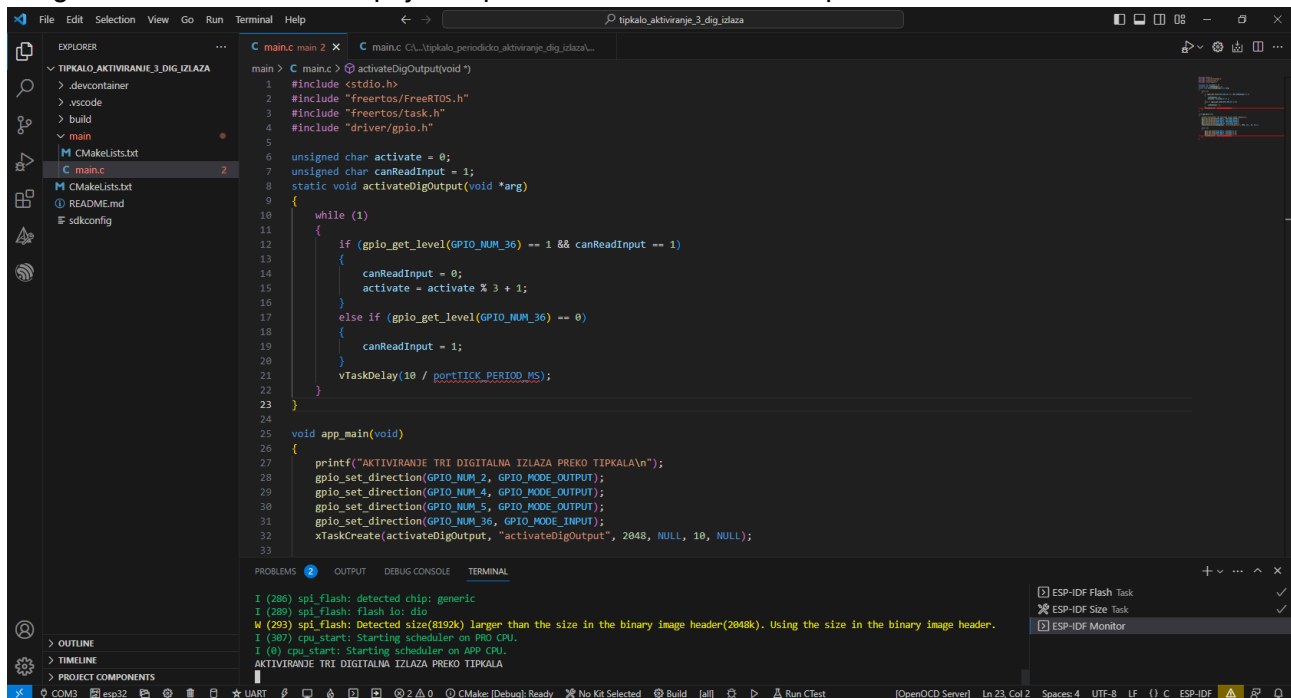 File Edit Selection View Go Run Terminal Help
tipkalo_aktiviranje_3_dig_izlaza
EXPLORER
TIPKALO_AKTIVIRANJE_3_DIG_IZLAZA
.devcontainer
.vscode
build
main
CMakeLists.txt
main.c 2
CMakeLists.txt
README.md
sdkconfig
OUTLINE
TIMELINE
PROJECT COMPONENTS
main.c main 2
main.c C:\...\tipkalo_periodicko_aktiviranje_dig_izlaza\...
main > main.c > activateDigOutput(void *)
1 #include <stdio.h>
2 #include "freertos/FreeRTOS.h"
3 #include "freertos/task.h"
4 #include "driver/gpio.h"
5
6 unsigned char activate = 0;
7 unsigned char canReadInput = 1;
8 static void activateDigOutput(void *arg)
9 {
10 while (1)
11 {
12 if (gpio_get_level(GPIO_NUM_36) == 1 && canReadInput == 1)
13 {
14 canReadInput = 0;
15 activate = activate % 3 + 1;
16 }
17 else if (gpio_get_level(GPIO_NUM_36) == 0)
18 {
19 canReadInput = 1;
20 }
21 vTaskDelay(10 / portTICK_PERIOD_MS);
22 }
23 }
24
25 void app_main(void)
26 {
27 printf("AKTIVIRANJE TRI DIGITALNA IZLAZA PREKO TIPKALA\n");
28 gpio_set_direction(GPIO_NUM_2, GPIO_MODE_OUTPUT);
29 gpio_set_direction(GPIO_NUM_4, GPIO_MODE_OUTPUT);
30 gpio_set_direction(GPIO_NUM_5, GPIO_MODE_OUTPUT);
31 gpio_set_direction(GPIO_NUM_36, GPIO_MODE_INPUT);
32 xTaskCreate(activateDigOutput, "activateDigOutput", 2048, NULL, 10, NULL);
33
PROBLEMS 2 OUTPUT DEBUG CONSOLE TERMINAL
I (286) spi_flash: detected chip: generic
I (289) spi_flash: flash io: dio
W (293) spi_flash: Detected size(8192k) larger than the size in the binary image header(2048k). Using the size in the binary image header.
I (307) cpu_start: Starting scheduler on PRO CPU.
I (0) cpu_start: Starting scheduler on APP CPU.
AKTIVIRANJE TRI DIGITALNA IZLAZA PREKO TIPKALA
ESP-IDF Flash Task
ESP-IDF Size Task
ESP-IDF Monitor
COM3 esp32 UART 2 0 CMake: [Debug]: Ready No Kit Selected Build [all] Run CTest [OpenOCD Server] Ln 23, Col 2 Spaces: 4 UTF-8 LF {} C ESP-IDF